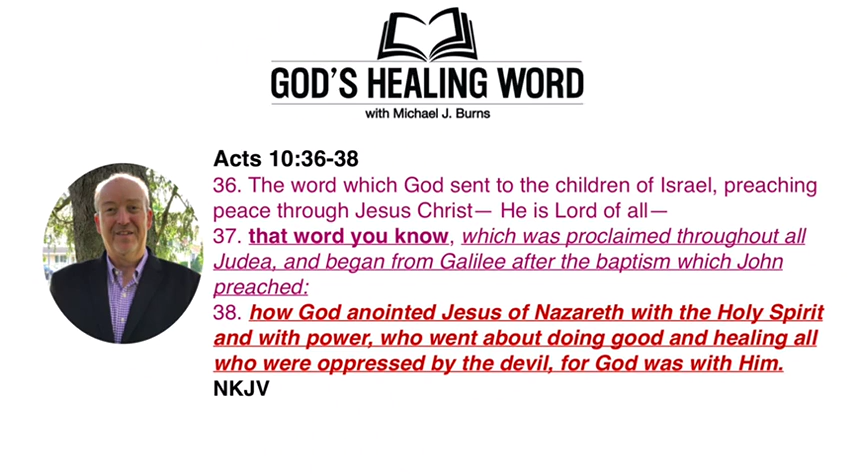 GOD'S HEALING WORD
with Michael J. Burns
Acts 10:36-38
36. The word which God sent to the children of Israel, preaching
peace through Jesus Christ— He is Lord of all—
37. that word you know, which was proclaimed throughout all
Judea, and began from Galilee after the baptism which John
preached:
38. how God anointed Jesus of Nazareth with the Holy Spirit
and with power, who went about doing good and healing all
who were oppressed by the devil, for God was with Him.
NKJV